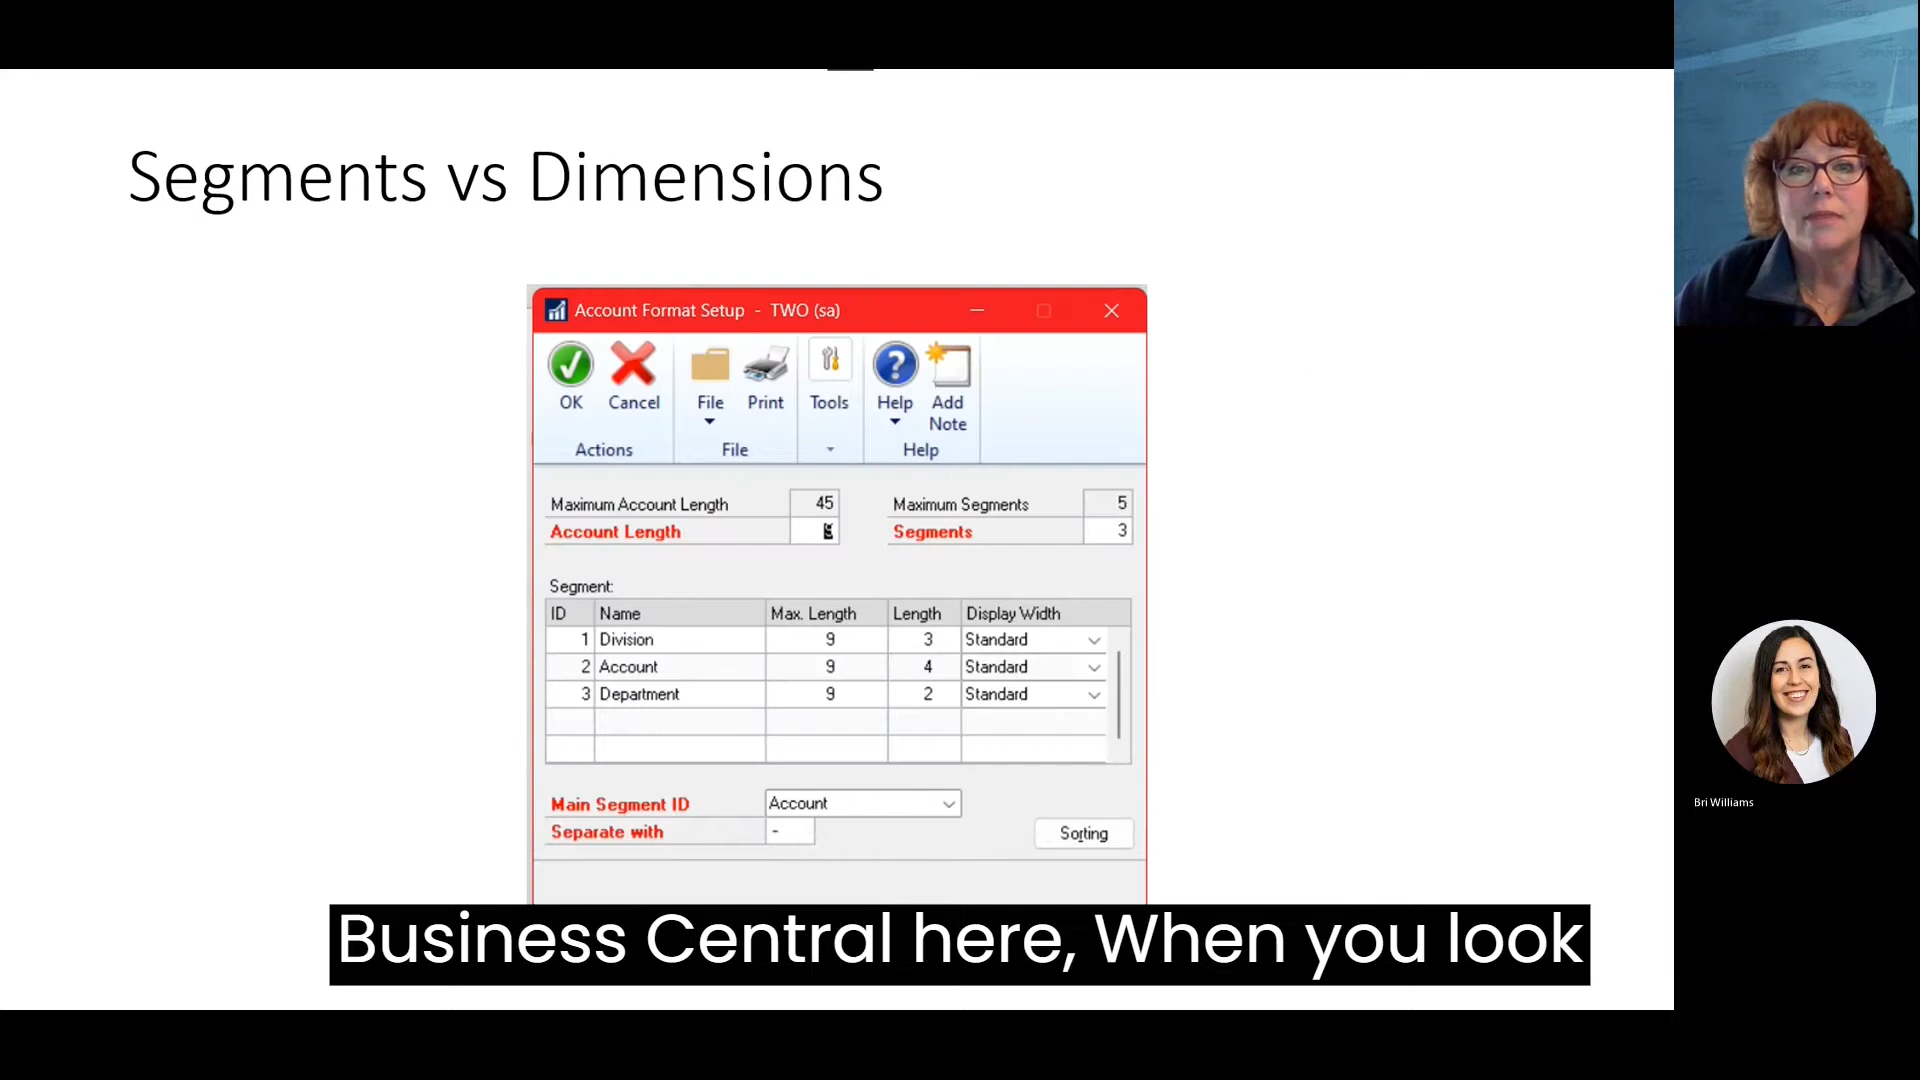 Segments vs Dimensions
Account Format Setup - TWO (sa)
OK
Cancel
File
Print
Tools
Help
Add
Note
Actions
File
Help
Maximum Account Length 45
Maximum Segments 5
Account Length
Segments 3
Segment:
ID Name Max. Length Length Display Width
1 Division 9 3 Standard
2 Account 9 4 Standard
3 Department 9 2 Standard
Main Segment ID Account
Separate with -
Sorting
Business Central here, When you look
Bri Williams